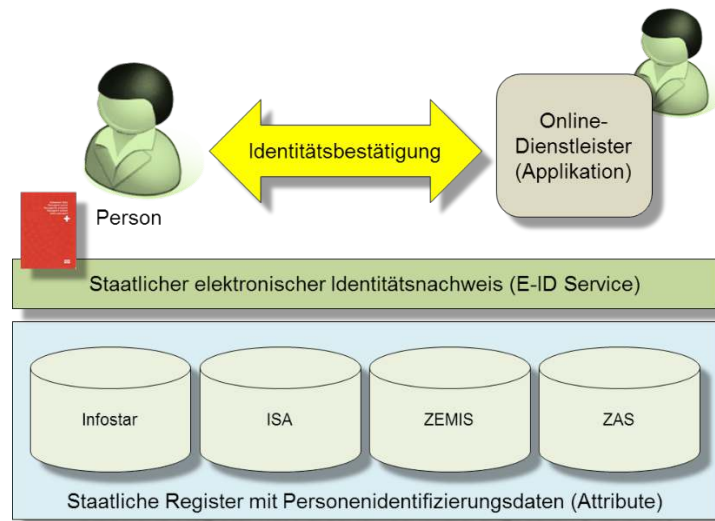 Online-
Dienstleister
(Applikation)
Identitätsbestätigung
Person
Staatlicher elektronischer Identitätsnachweis (E-ID Service)
Infostar
ISA
ZEMIS
ZAS
Staatliche Register mit Personenidentifizierungsdaten (Attribute)